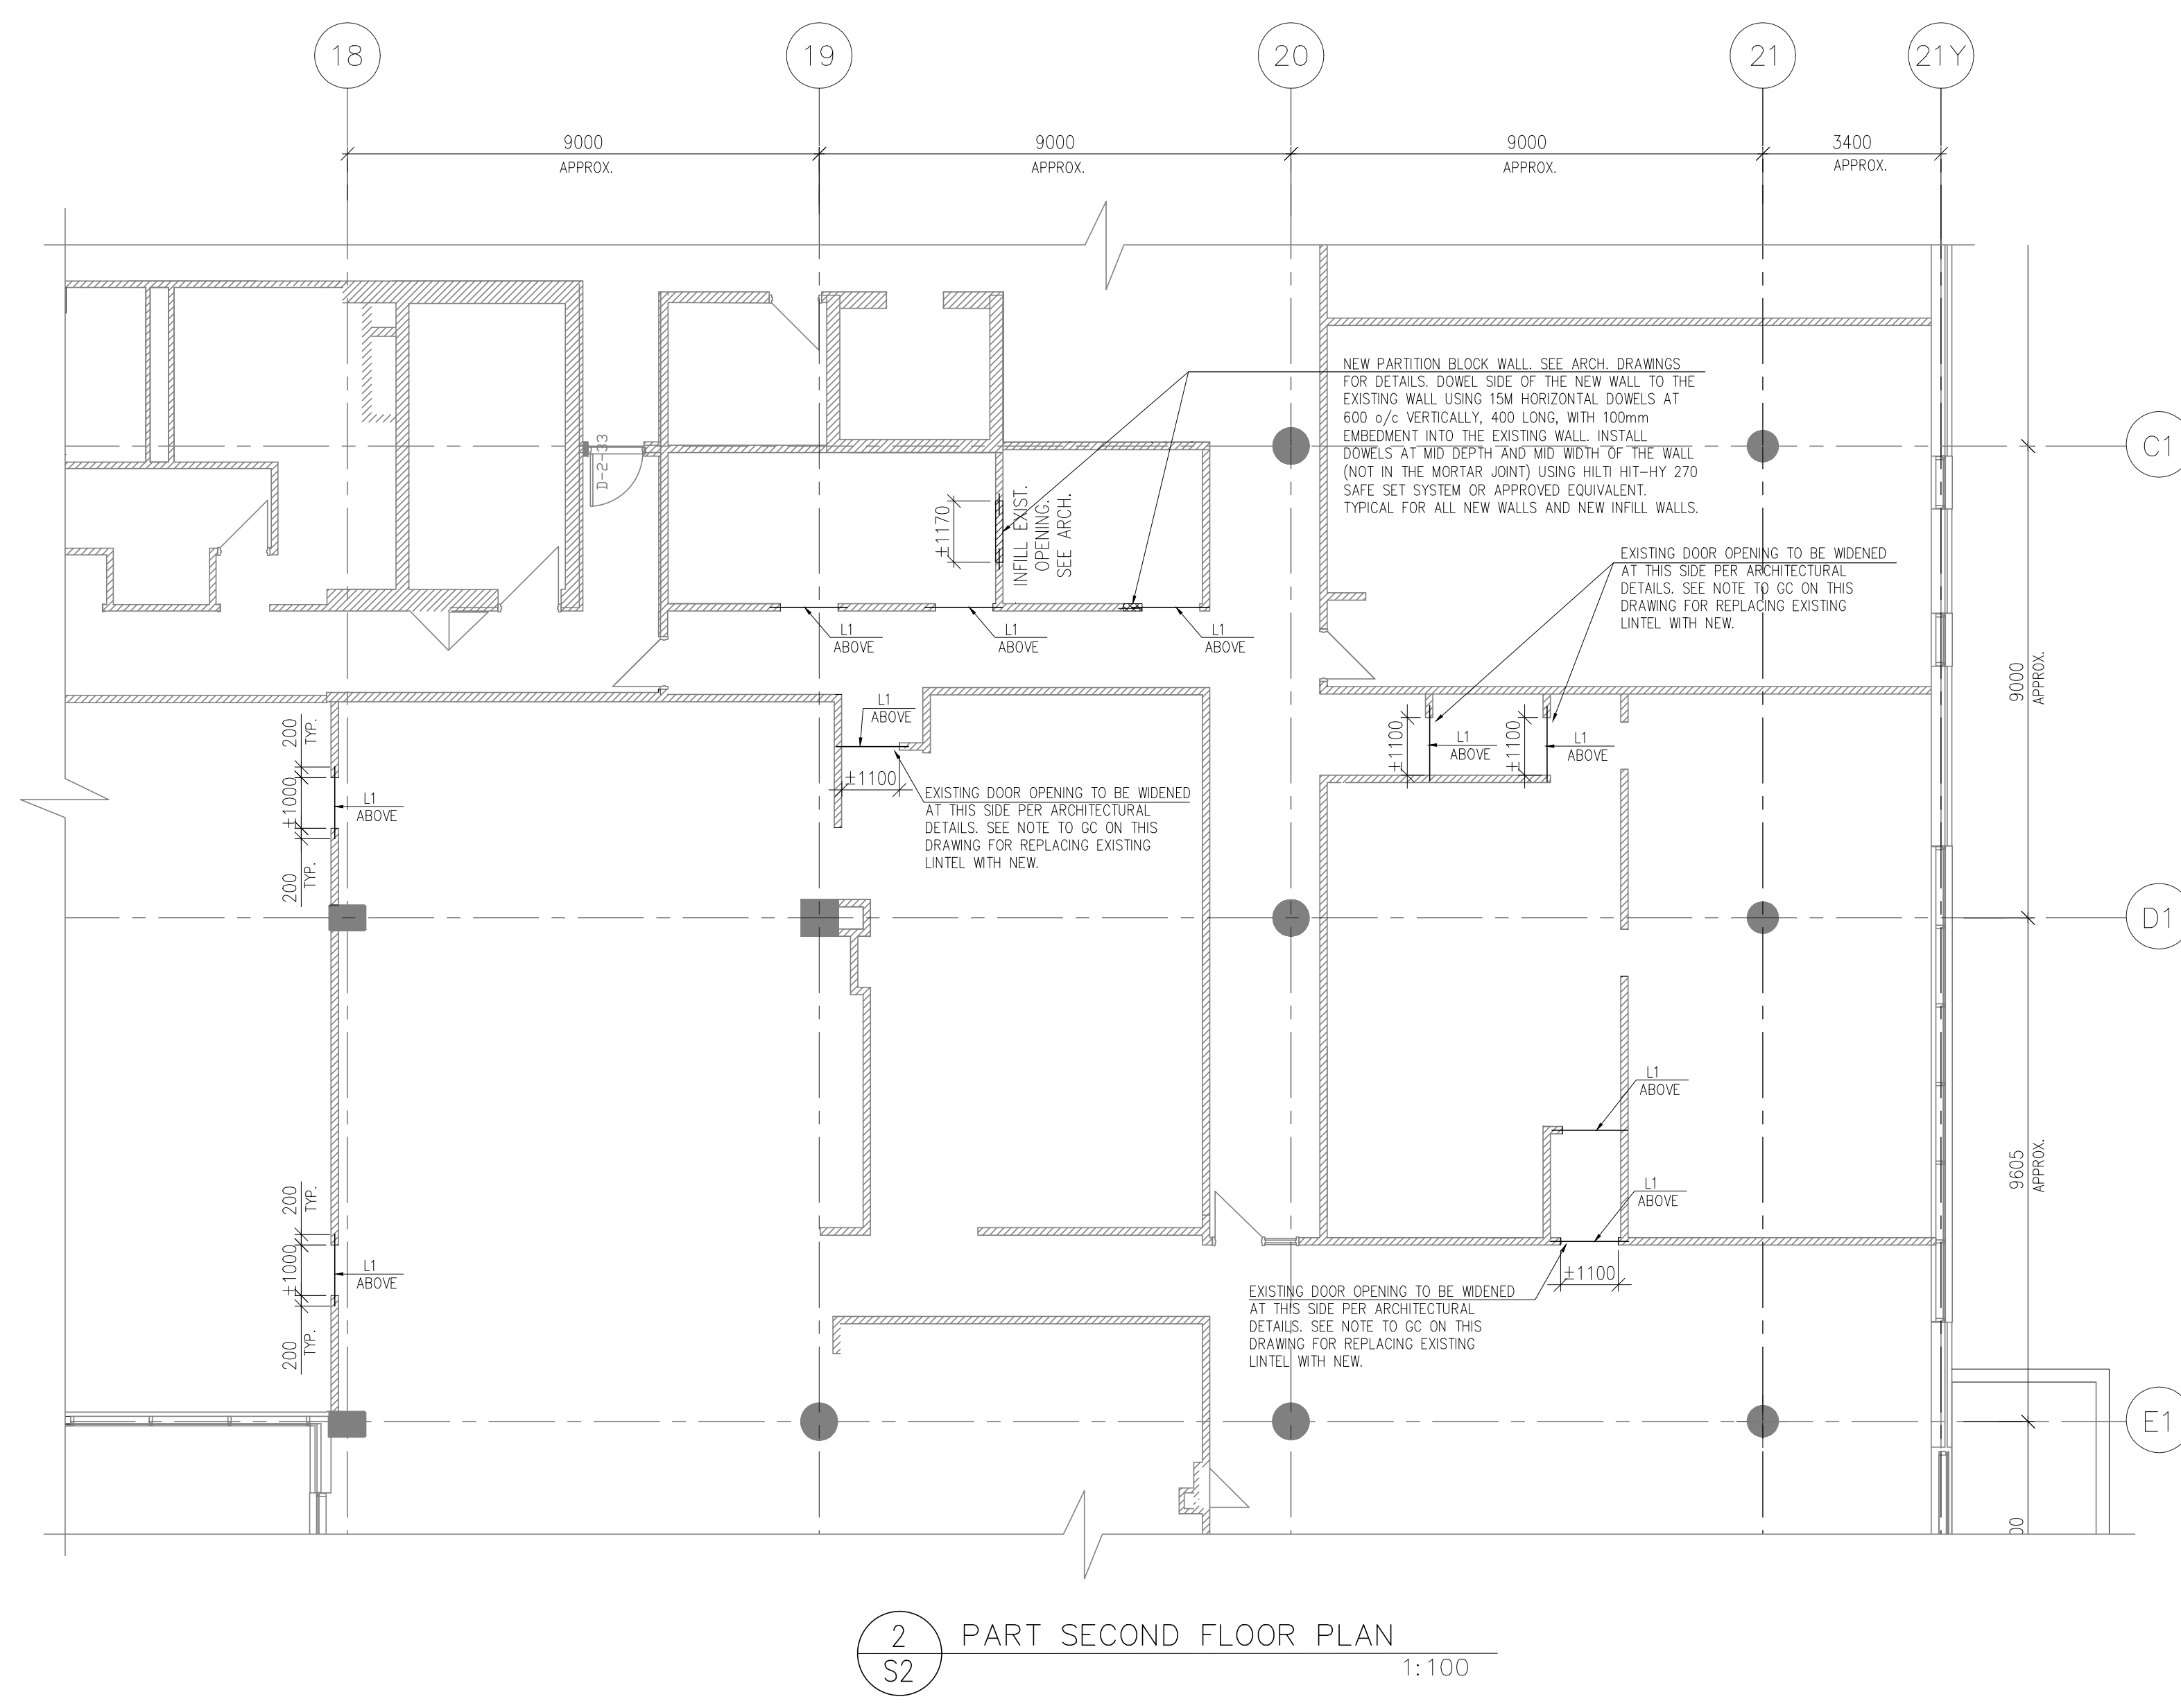 18
19
20
21
21Y
9000
APPROX.
9000
APPROX.
9000
APPROX.
3400
APPROX.
NEW PARTITION BLOCK WALL. SEE ARCH. DRAWINGS
FOR DETAILS. DOWEL SIDE OF THE NEW WALL TO THE
EXISTING WALL USING 15M HORIZONTAL DOWELS AT
600 o/c VERTICALLY, 400 LONG, WITH 100mm
EMBEDMENT INTO THE EXISTING WALL. INSTALL
DOWELS AT MID DEPTH AND MID WIDTH OF THE WALL
(NOT IN THE MORTAR JOINT) USING HILTI HIT-HY 270
SAFE SET SYSTEM OR APPROVED EQUIVALENT.
TYPICAL FOR ALL NEW WALLS AND NEW INFILL WALLS.
C1
D-2-33
±1170
INFILL EXIST.
OPENING.
SEE ARCH.
EXISTING DOOR OPENING TO BE WIDENED
AT THIS SIDE PER ARCHITECTURAL
DETAILS. SEE NOTE TO GC ON THIS
DRAWING FOR REPLACING EXISTING
LINTEL WITH NEW.
L1
ABOVE
L1
ABOVE
L1
ABOVE
9000
APPROX.
L1
ABOVE
200
TYP.
±1000
200
TYP.
L1
ABOVE
±1100
EXISTING DOOR OPENING TO BE WIDENED
AT THIS SIDE PER ARCHITECTURAL
DETAILS. SEE NOTE TO GC ON THIS
DRAWING FOR REPLACING EXISTING
LINTEL WITH NEW.
±1100
L1
ABOVE
±1100
L1
ABOVE
D1
L1
ABOVE
9605
APPROX.
L1
ABOVE
200
TYP.
±1000
200
TYP.
L1
ABOVE
±1100
EXISTING DOOR OPENING TO BE WIDENED
AT THIS SIDE PER ARCHITECTURAL
DETAILS. SEE NOTE TO GC ON THIS
DRAWING FOR REPLACING EXISTING
LINTEL WITH NEW.
E1
2
S2
PART SECOND FLOOR PLAN
1:100